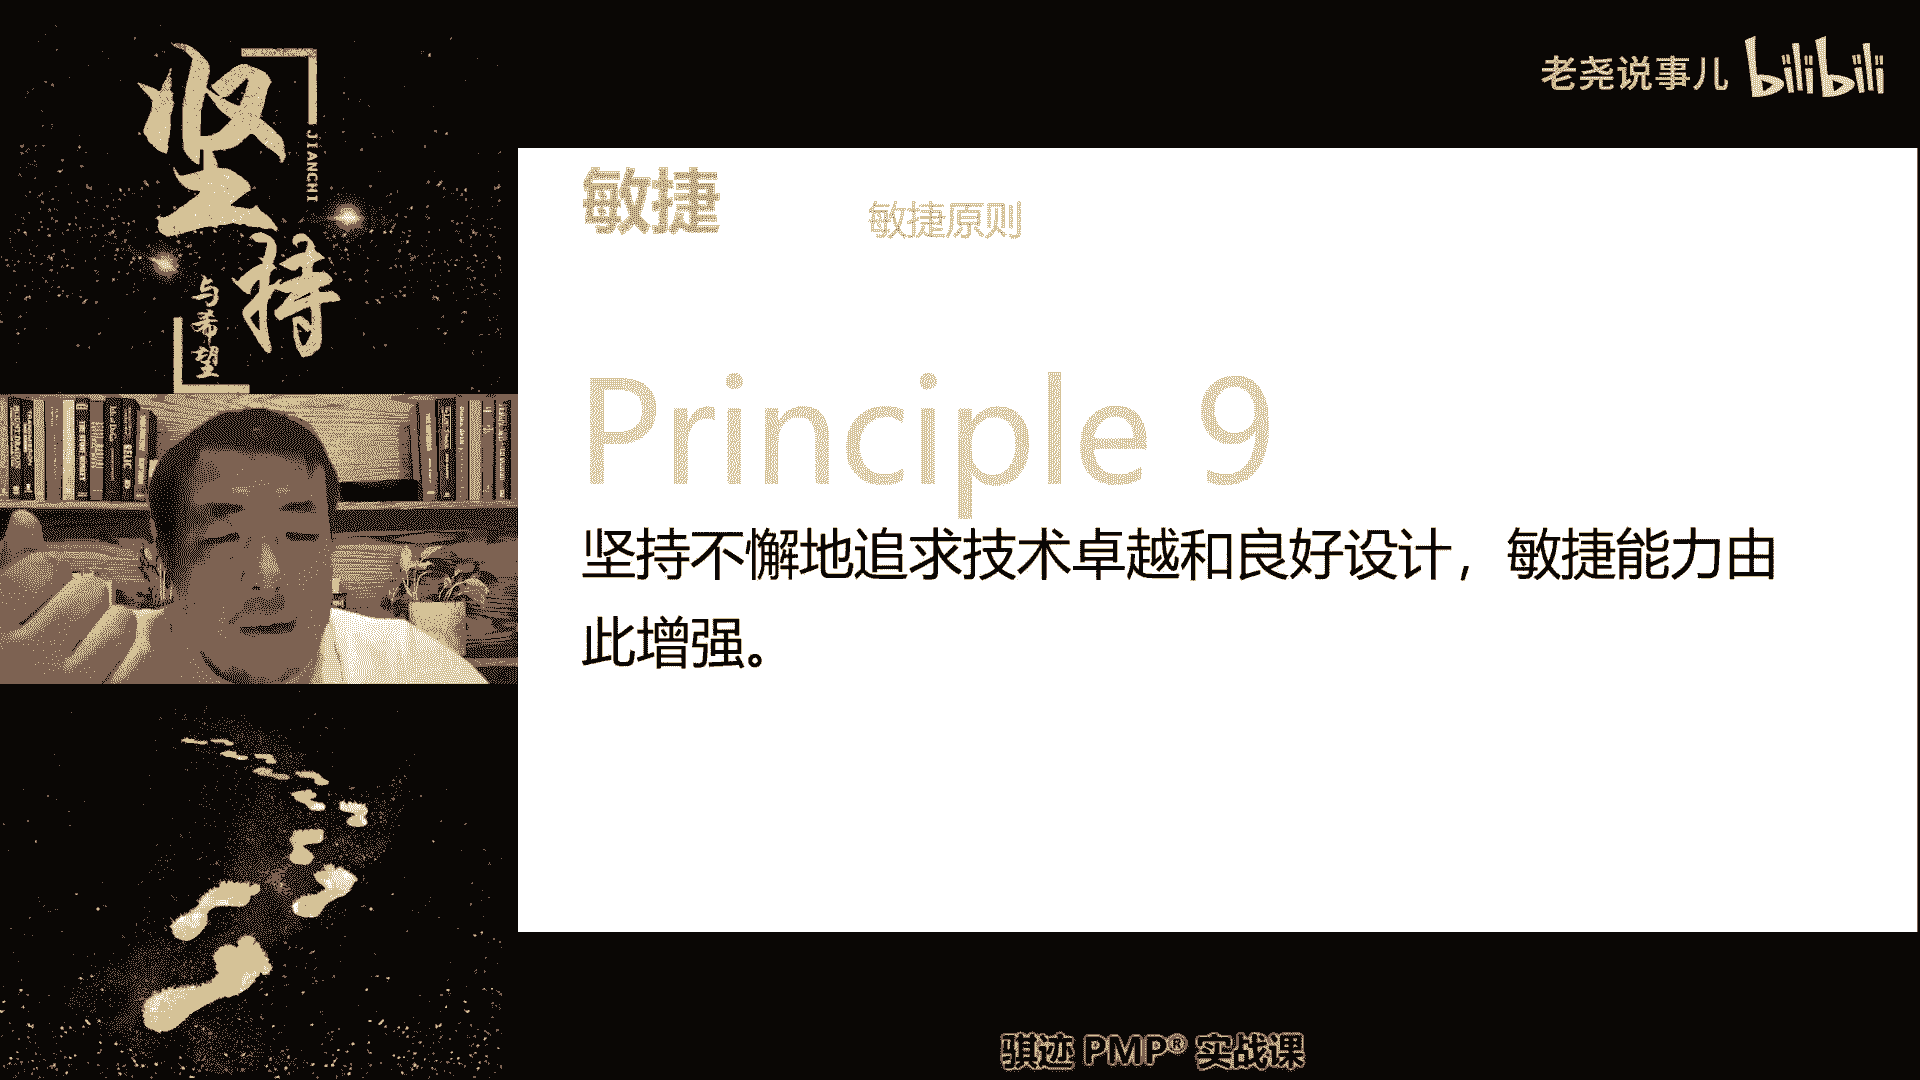 坚持
JIANCHI
与希望
老尧说事儿 bilibili
敏捷
敏捷原则
Principle 9
坚持不懈地追求技术卓越和良好设计，敏捷能力由
此增强。
骐迹 PMP® 实战课